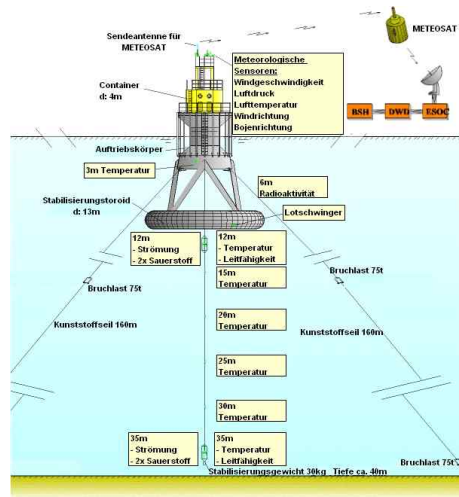 Sendeantenne für
METEOSAT
METEOSAT
Meteorologische
Sensoren:
Windgeschwindigkeit
Luftdruck
Lufttemperatur
Windrichtung
Bojenrichtung
Container
d: 4m
BSH
DWD
ESOC
Auftriebskörper
3m Temperatur
6m
Radioaktivität
Stabilisierungstoroid
d: 13m
Lotschwinger
12m
- Strömung
- 2x Sauerstoff
12m
- Temperatur
- Leitfähigkeit
15m
Temperatur
Bruchlast 75t
Bruchlast 75t
Kunststoffseil 160m
20m
Temperatur
Kunststoffseil 160m
25m
Temperatur
30m
Temperatur
35m
- Strömung
- 2x Sauerstoff
35m
- Temperatur
- Leitfähigkeit
Bruchlast 75t
Stabilisierungsgewicht 30kg Tiefe ca. 40m